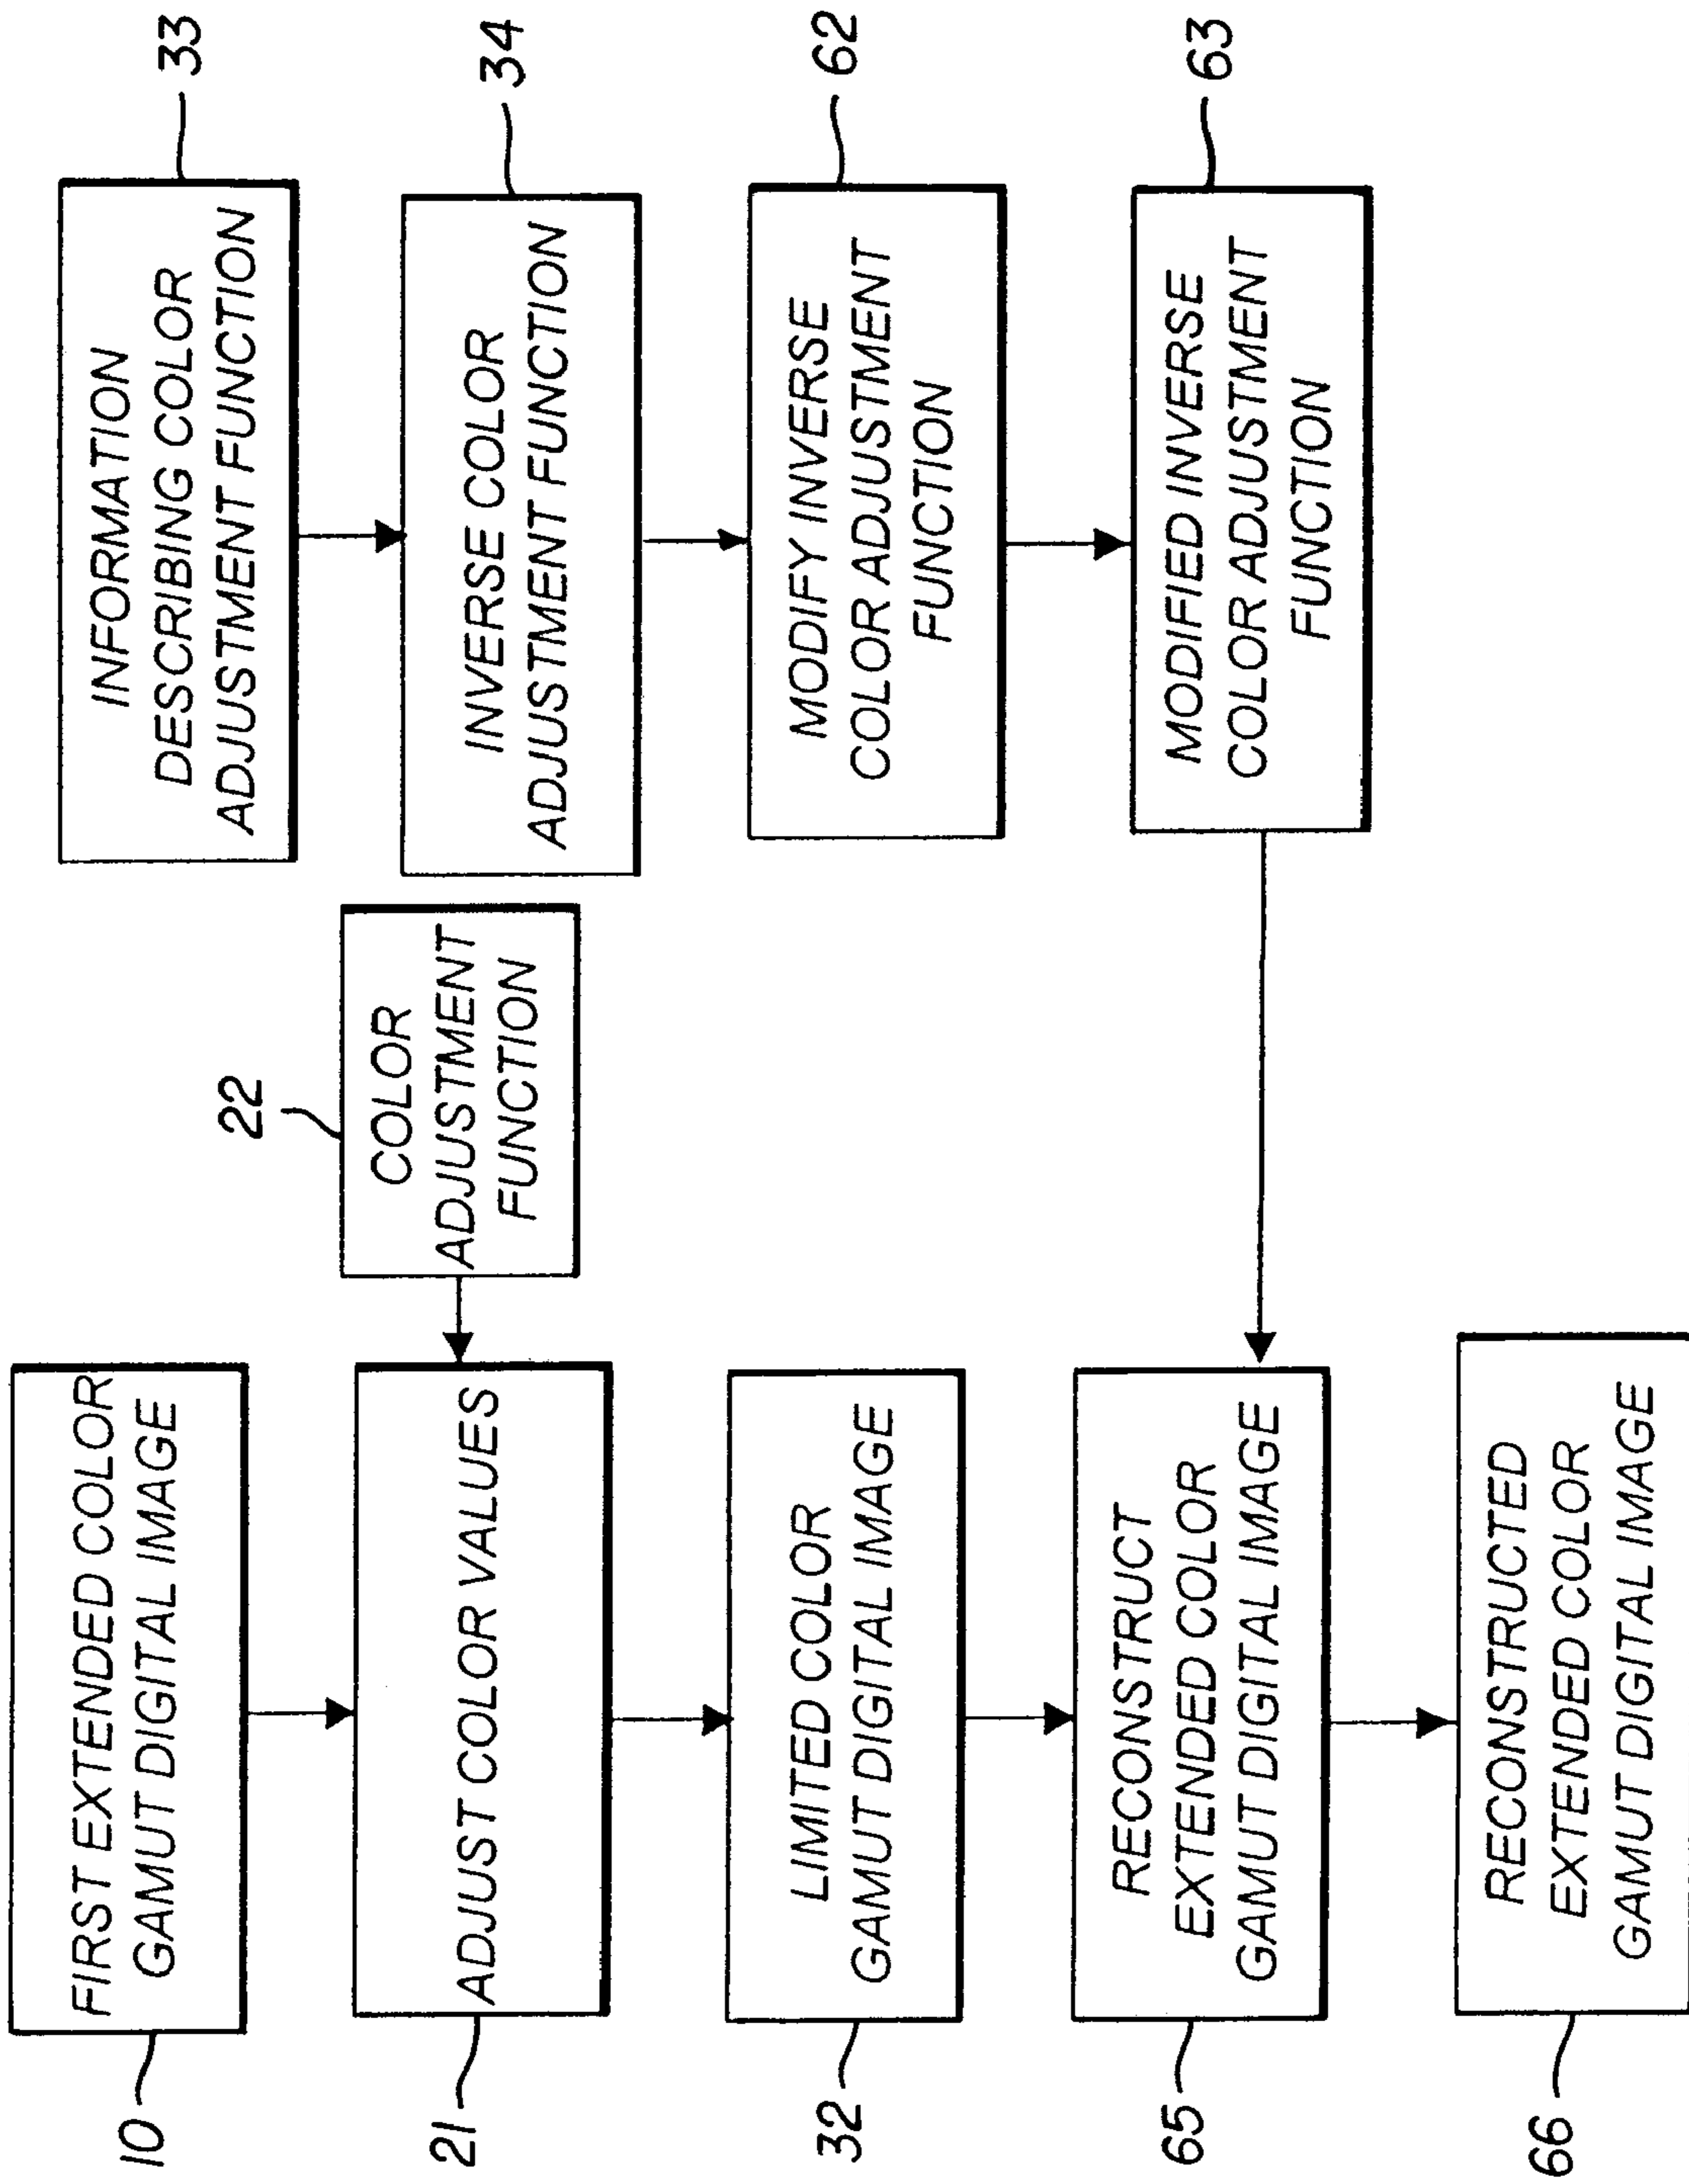 10
FIRST EXTENDED COLOR
GAMUT DIGITAL IMAGE
21
ADJUST COLOR VALUES
22
COLOR
ADJUSTMENT
FUNCTION
32
LIMITED COLOR
GAMUT DIGITAL IMAGE
65
RECONSTRUCT
EXTENDED COLOR
GAMUT DIGITAL IMAGE
66
RECONSTRUCTED
EXTENDED COLOR
GAMUT DIGITAL IMAGE
INFORMATION
DESCRIBING COLOR
ADJUSTMENT FUNCTION
33
INVERSE COLOR
ADJUSTMENT FUNCTION
34
MODIFY INVERSE
COLOR ADJUSTMENT
FUNCTION
62
MODIFIED INVERSE
COLOR ADJUSTMENT
FUNCTION
63